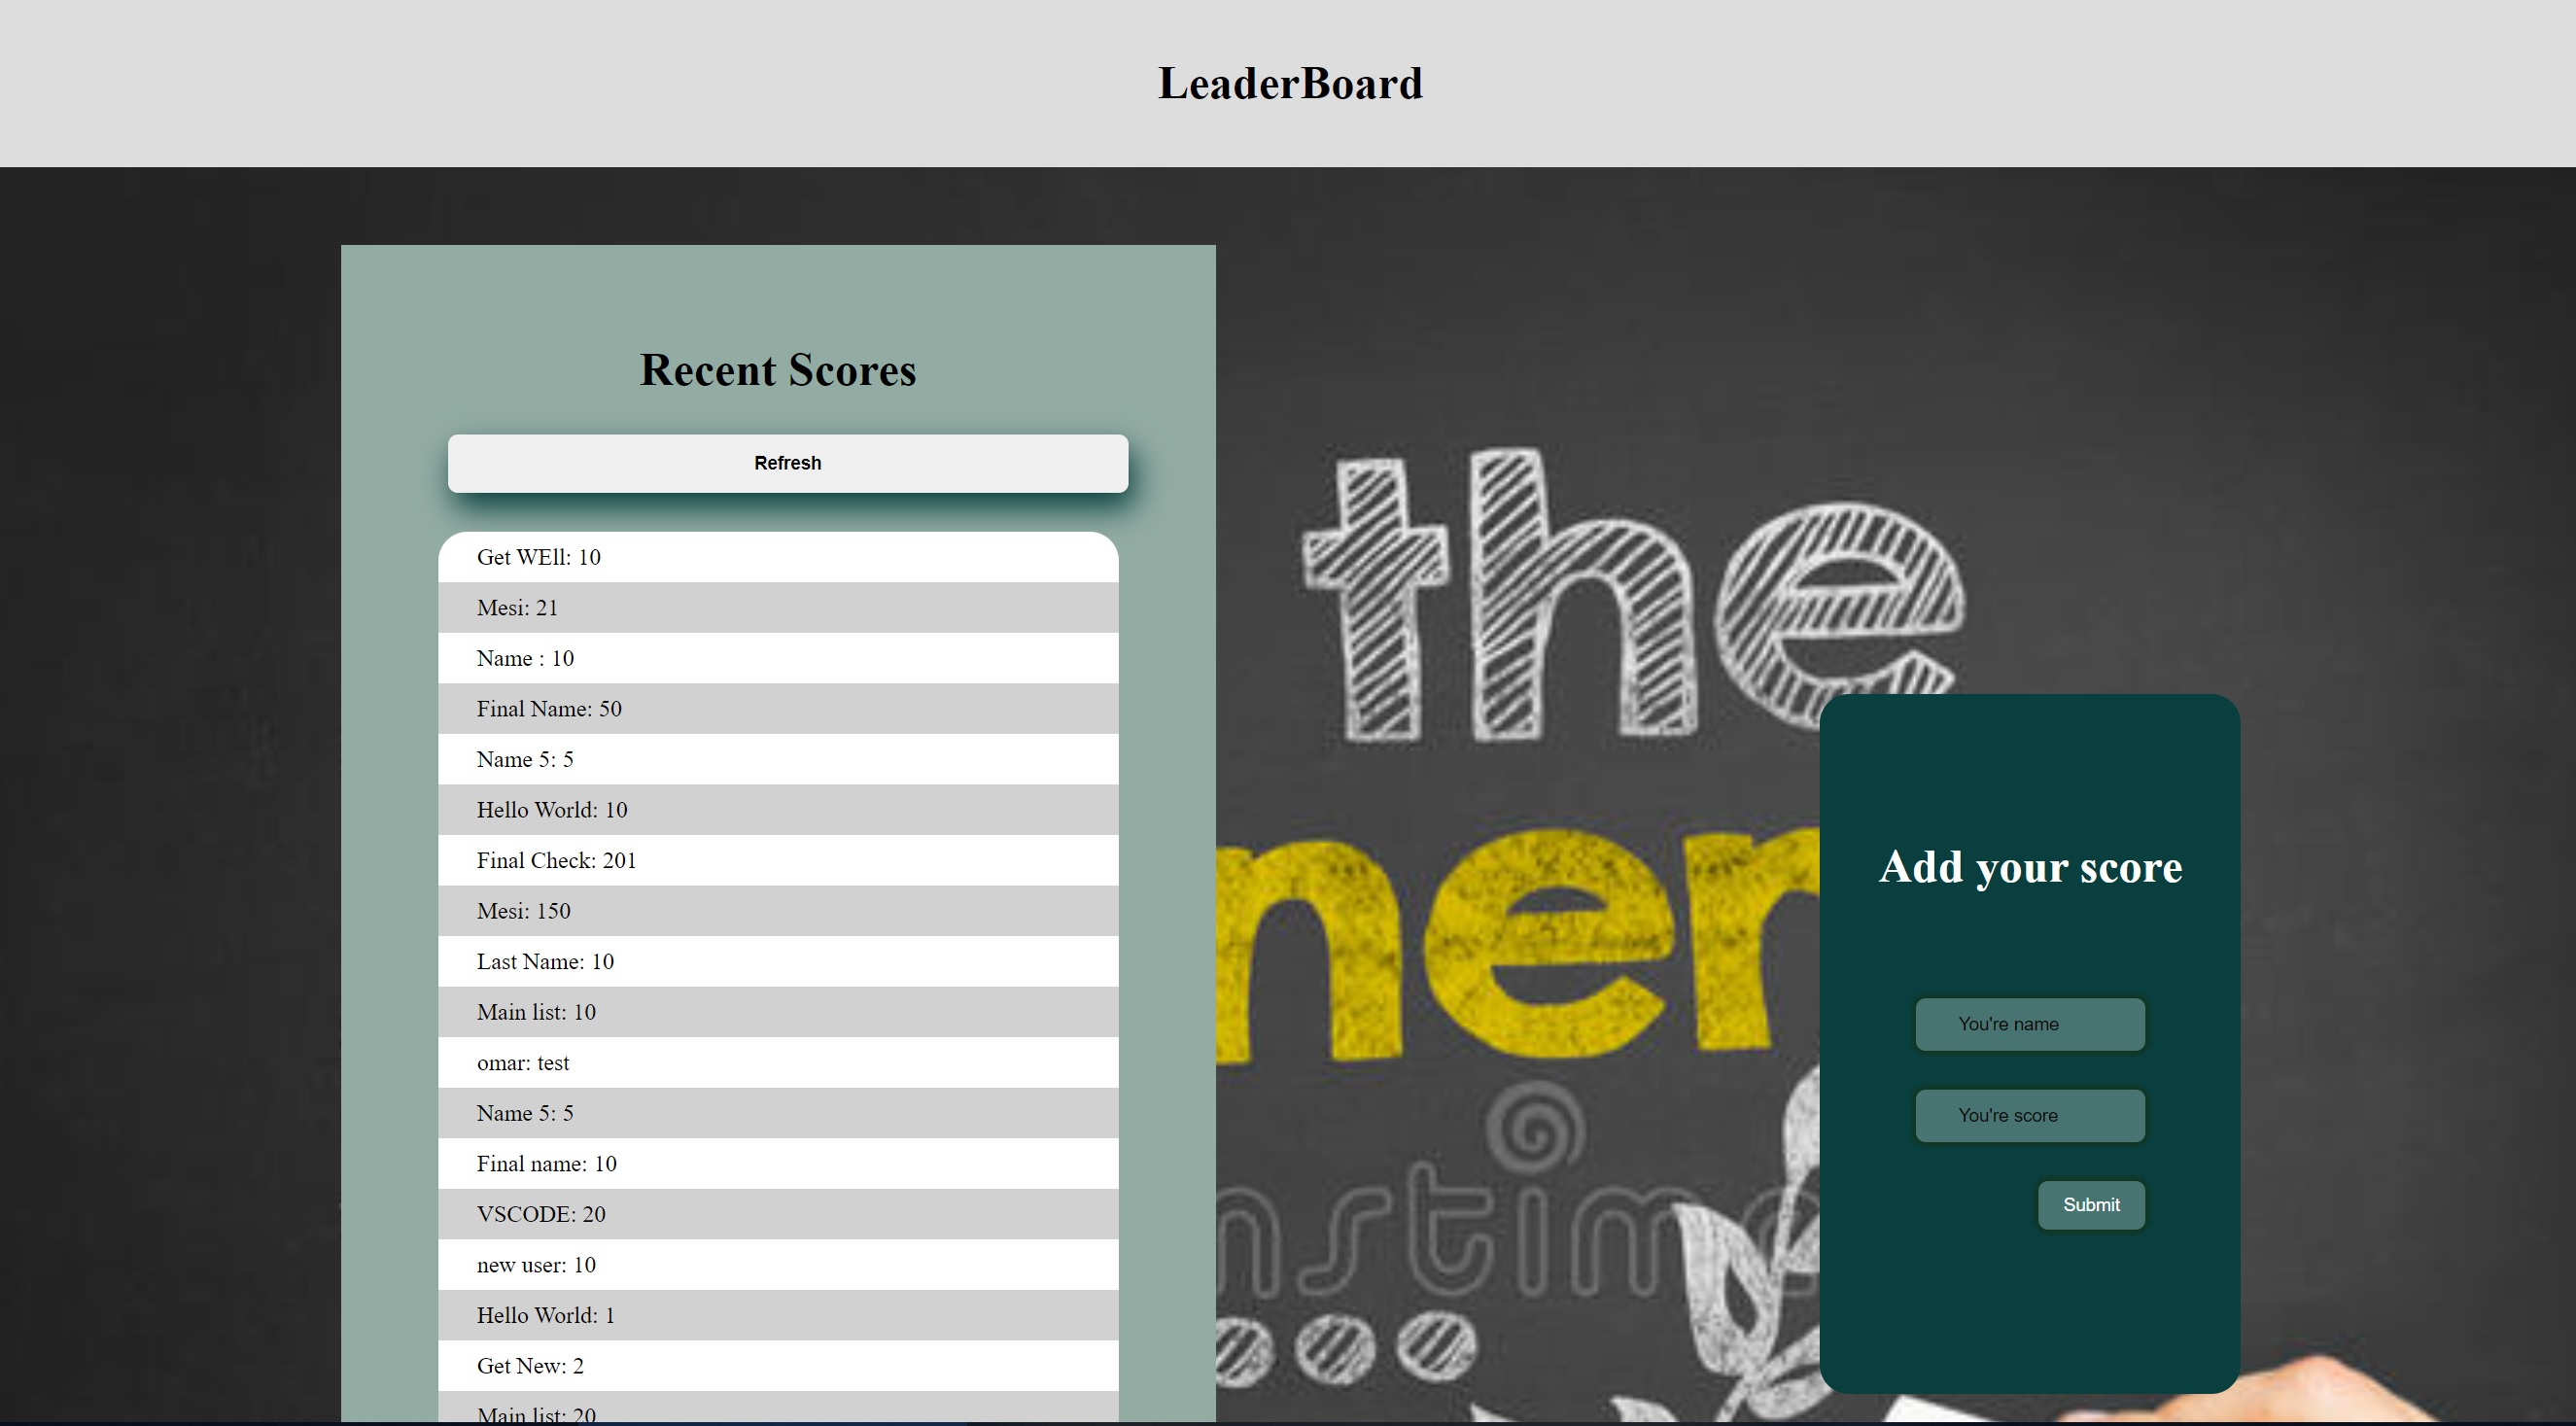 LeaderBoard
Recent Scores
Refresh
Get WEll: 10
Mesi: 21
Name : 10
Final Name: 50
Name 5: 5
Hello World: 10
Final Check: 201
Mesi: 150
Last Name: 10
Main list: 10
omar: test
Name 5: 5
Final name: 10
VSCODE: 20
new user: 10
Hello World: 1
Get New: 2
Main list: 20
the
ner
nstime
Add your score
You're name
You're score
Submit